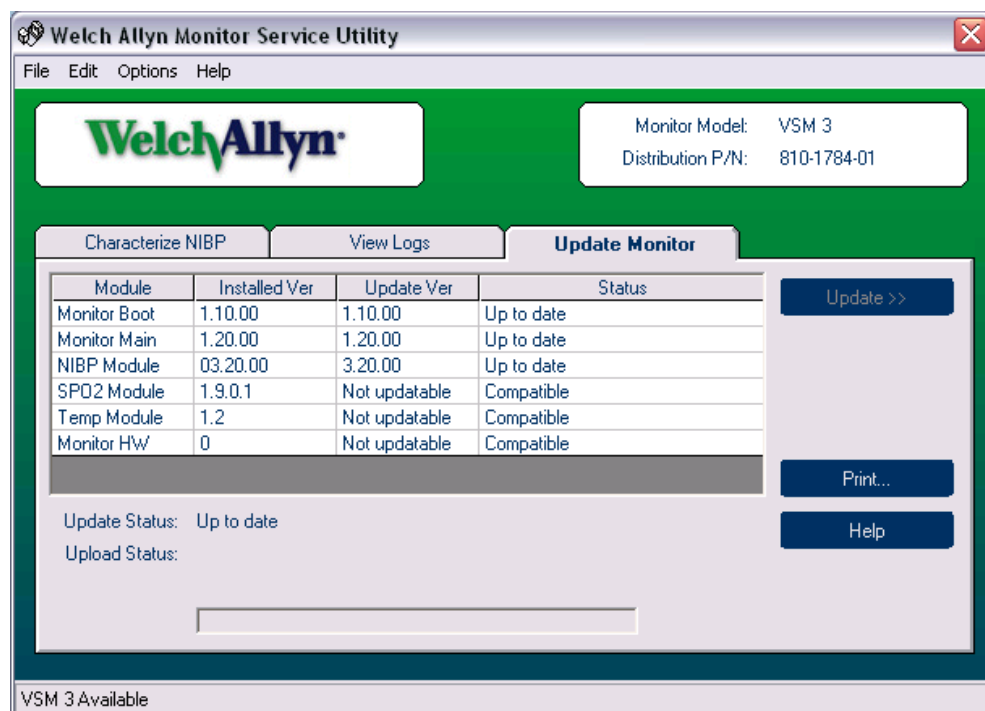 Welch Allyn Monitor Service Utility
File Edit Options Help
WelchAllyn
Monitor Model: VSM 3
Distribution P/N: 810-1784-01
Characterize NIBP View Logs Update Monitor
Module Installed Ver Update Ver Status
Monitor Boot 1.10.00 1.10.00 Up to date
Monitor Main 1.20.00 1.20.00 Up to date
NIBP Module 03.20.00 3.20.00 Up to date
SPO2 Module 1.9.0.1 Not updatable Compatible
Temp Module 1.2 Not updatable Compatible
Monitor HW 0 Not updatable Compatible
Update >>
Print...
Help
Update Status: Up to date
Upload Status:
VSM 3 Available